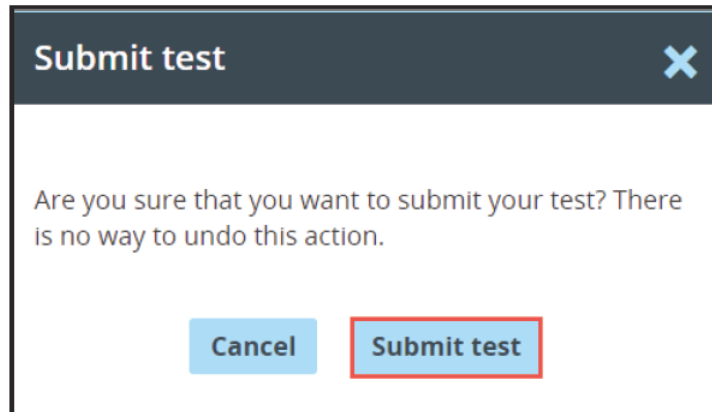 Submit test
Are you sure that you want to submit your test? There
is no way to undo this action.
Cancel Submit test